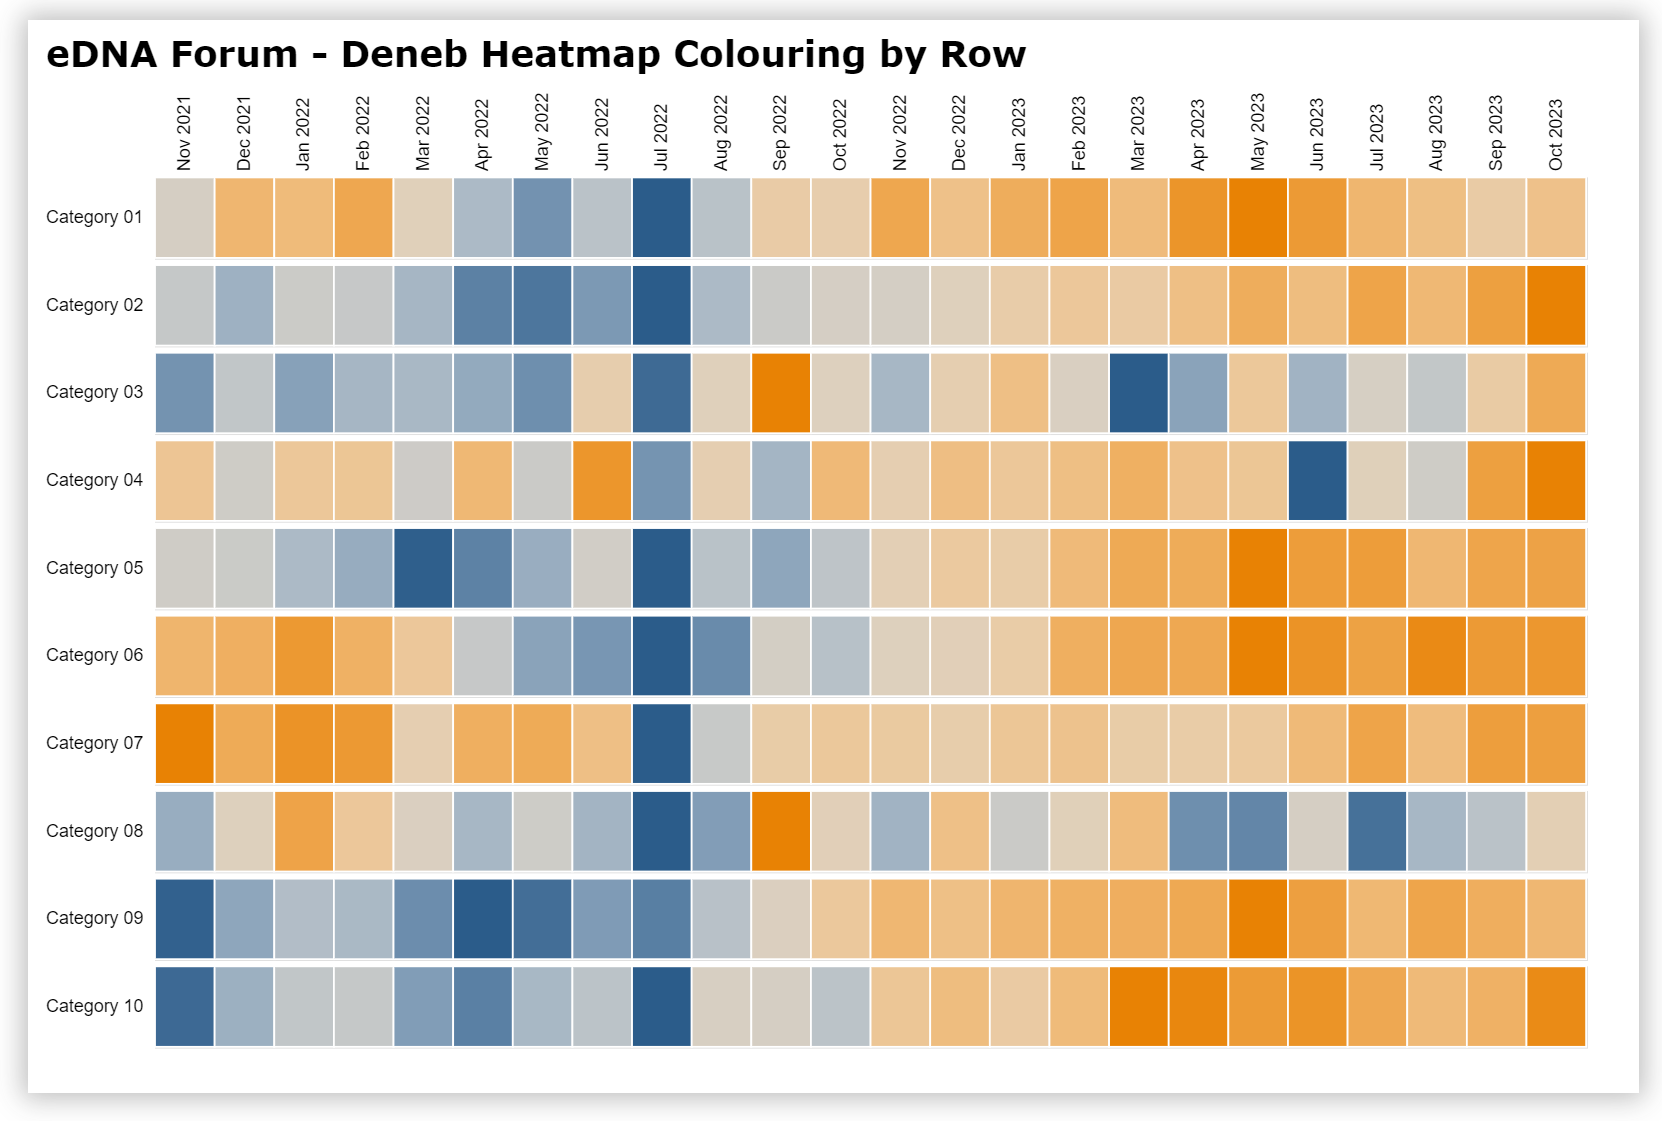 eDNA Forum - Deneb Heatmap Colouring by Row
Nov 2021
Dec 2021
Jan 2022
Feb 2022
Mar 2022
Apr 2022
May 2022
Jun 2022
Jul 2022
Aug 2022
Sep 2022
Oct 2022
Nov 2022
Dec 2022
Jan 2023
Feb 2023
Mar 2023
Apr 2023
May 2023
Jun 2023
Jul 2023
Aug 2023
Sep 2023
Oct 2023
Category 01
Category 02
Category 03
Category 04
Category 05
Category 06
Category 07
Category 08
Category 09
Category 10